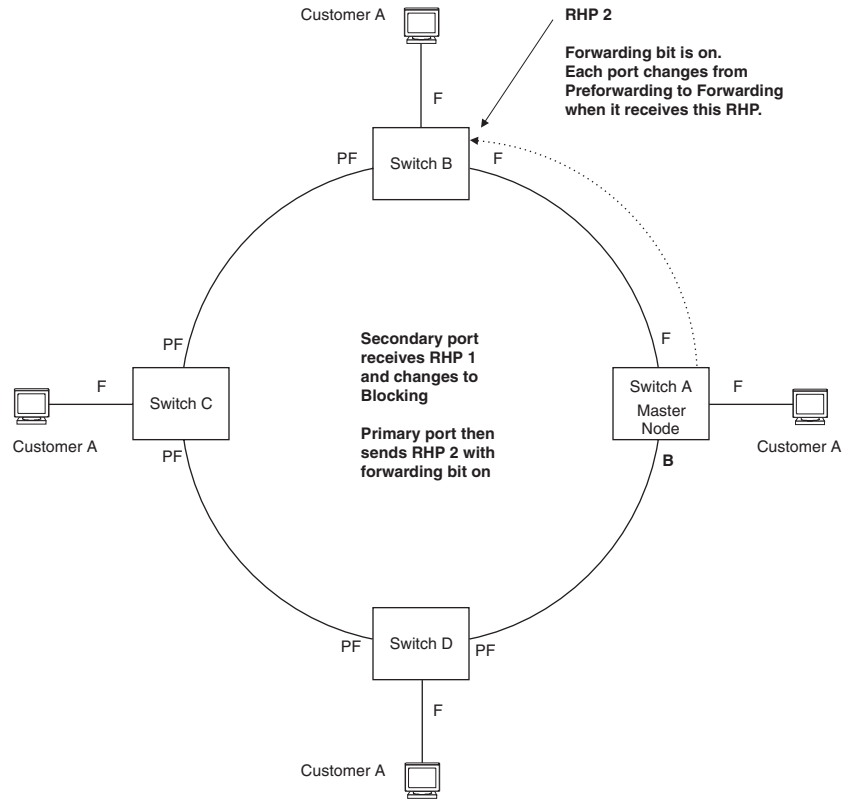 Customer A
RHP 2
Forwarding bit is on.
Each port changes from
Preforwarding to Forwarding
when it receives this RHP.
F
PF
Switch B
F
Secondary port
receives RHP 1
and changes to
Blocking
Primary port then
sends RHP 2 with
forwarding bit on
PF
F
F
Switch C
Customer A
PF
Switch A
Master
Node
F
Customer A
B
PF
Switch D
PF
F
Customer A